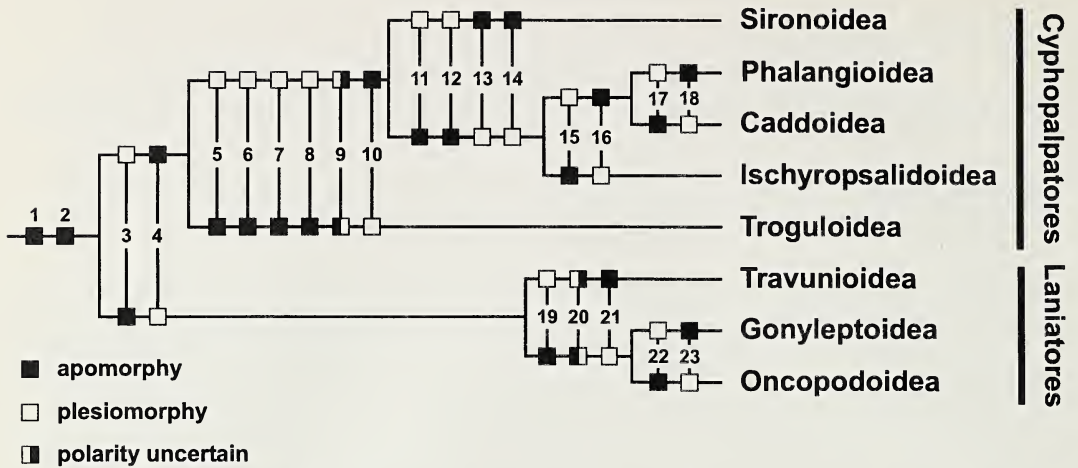 Sironoidea
Phalangioidea
Caddoidea
Ischyropsalidoidea
Troguloidea
Travunioidea
Gonyleptoidea
Oncopodoidea
Cyphopalpatores
Laniatores
1 2
3 4
5 6 7 8 9 10
11 12 13 14
15 16
17 18
19 20 21
22 23
apomorphy
plesiomorphy
polarity uncertain